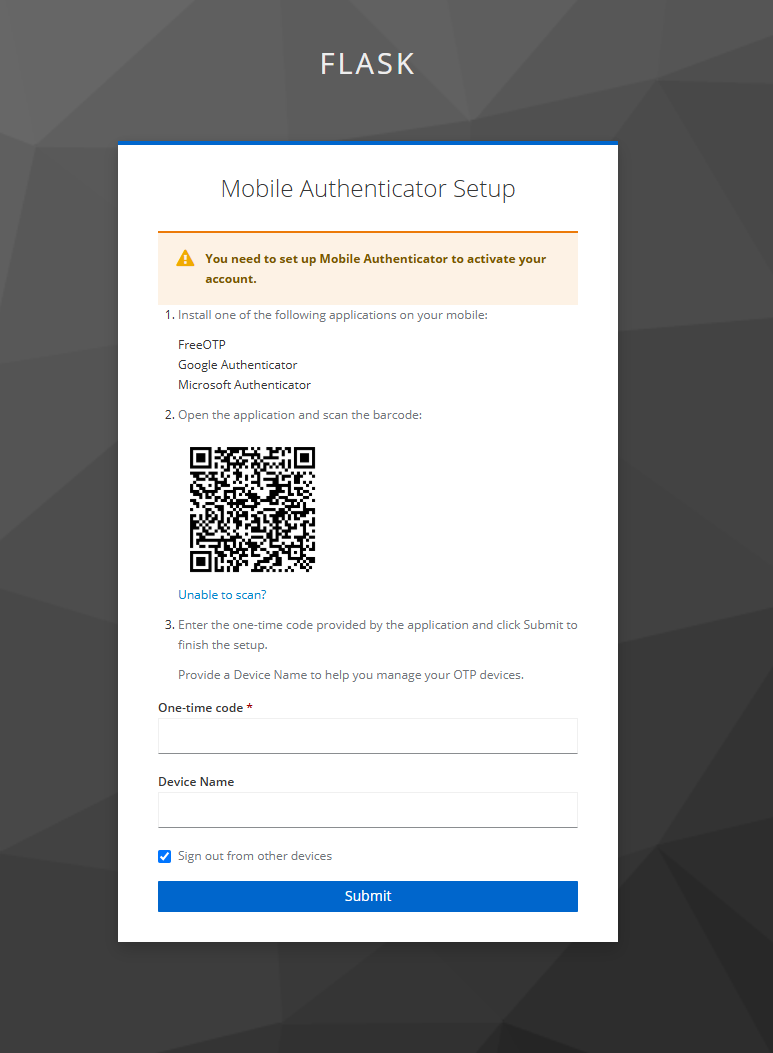 FLASK
Mobile Authenticator Setup
You need to set up Mobile Authenticator to activate your
account.
1. Install one of the following applications on your mobile:
FreeOTP
Google Authenticator
Microsoft Authenticator
2. Open the application and scan the barcode:
Unable to scan?
3. Enter the one-time code provided by the application and click Submit to
finish the setup.
Provide a Device Name to help you manage your OTP devices.
One-time code *
Device Name
Sign out from other devices
Submit